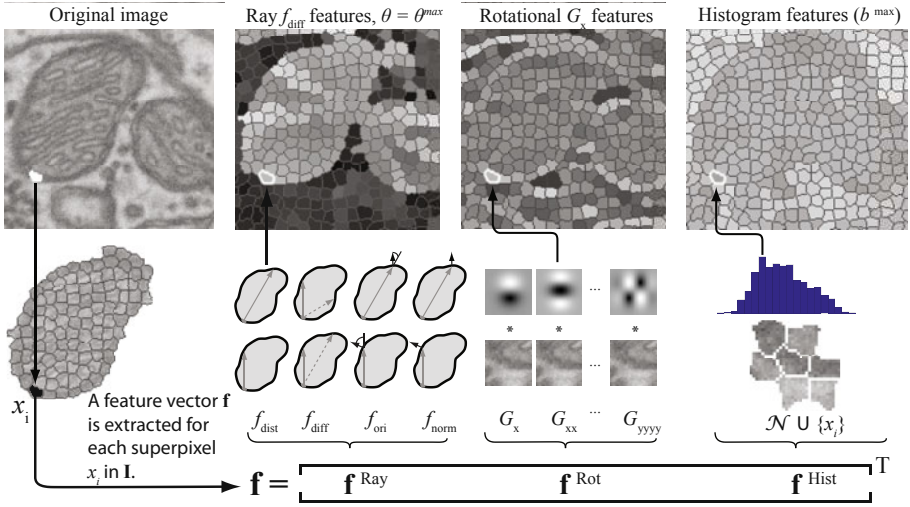 Original image
Ray f_diff features, θ = θ^max
Rotational G_x features
Histogram features (b^max)
x_i
A feature vector f
is extracted for
each superpixel
x_i in I.
* * *
... ...
f_dist f_diff f_ori f_norm
G_x G_xx ... G_yyyy
𝒩 ∪ {x_i}
f = [ f^Ray f^Rot f^Hist ]^T